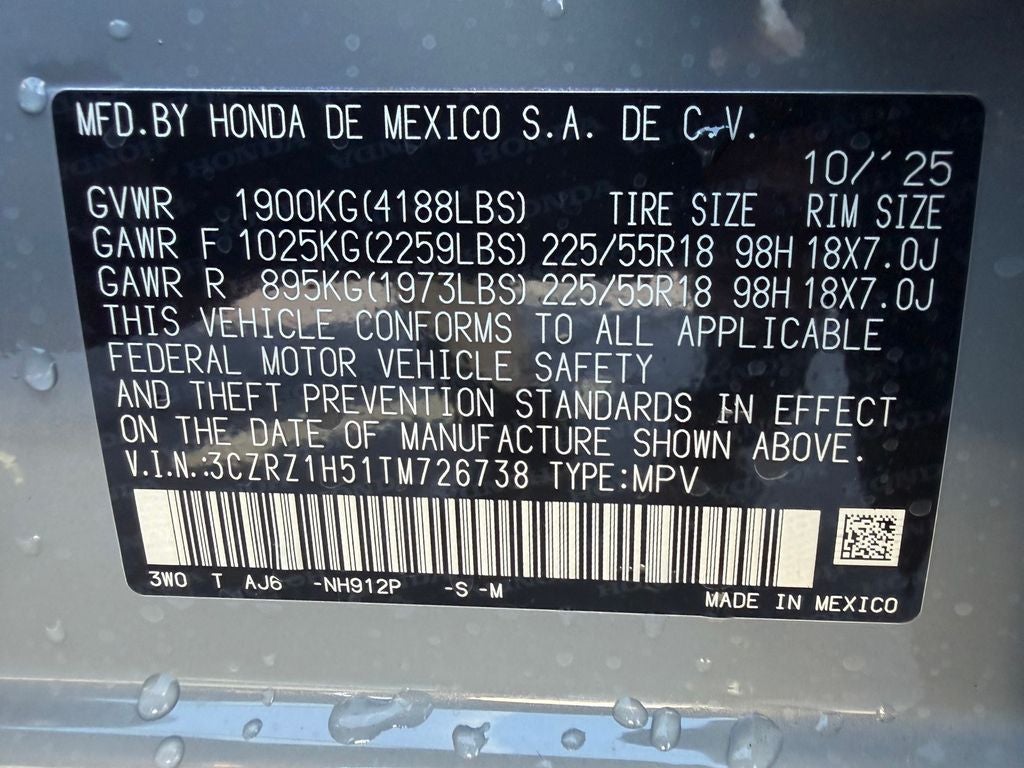 MFD.BY HONDA DE MEXICO S.A. DE C.V.
10/'25
GVWR 1900KG(4188LBS) TIRE SIZE RIM SIZE
GAWR F 1025KG(2259LBS) 225/55R18 98H 18X7.0J
GAWR R 895KG(1973LBS) 225/55R18 98H 18X7.0J
THIS VEHICLE CONFORMS TO ALL APPLICABLE
FEDERAL MOTOR VEHICLE SAFETY
AND THEFT PREVENTION STANDARDS IN EFFECT
ON THE DATE OF MANUFACTURE SHOWN ABOVE.
V.I.N.:3CZRZ1H51TM726738 TYPE:MPV
3W0 T AJ6 -NH912P -S -M
MADE IN MEXICO